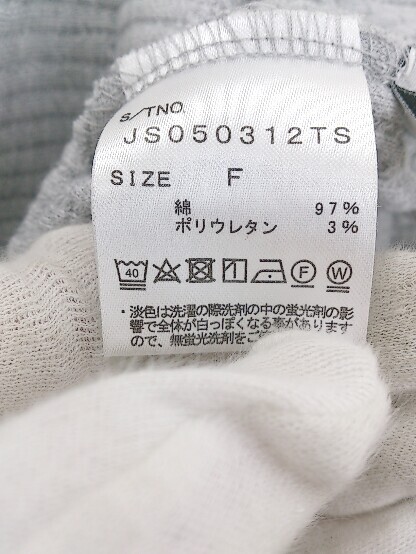 S/TNO.
JS050312TS
SIZE F
綿 97%
ポリウレタン 3%
40 F W
・淡色は洗濯の際洗剤の中の蛍光剤の影
響で全体が白っぽくなる事があります
ので、無蛍光洗剤をご